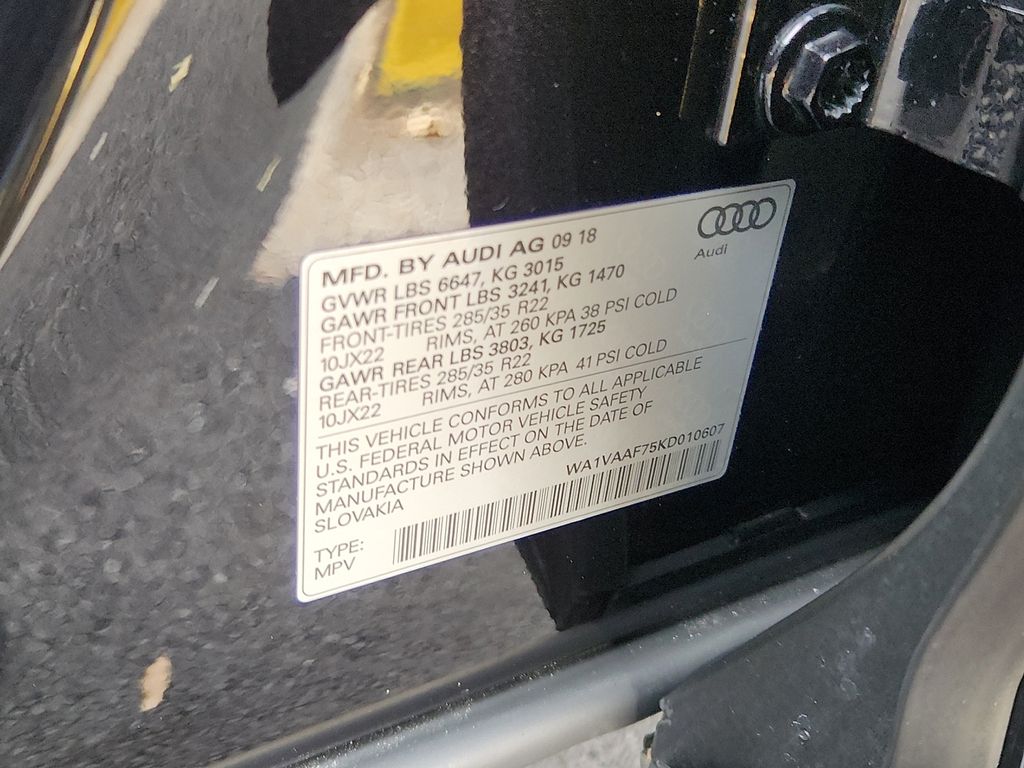 Audi
MFD. BY AUDI AG 09 18
GVWR LBS 6647, KG 3015
GAWR FRONT LBS 3241, KG 1470
FRONT-TIRES 285/35 R22
10JX22 RIMS, AT 260 KPA 38 PSI COLD
GAWR REAR LBS 3803, KG 1725
REAR-TIRES 285/35 R22
10JX22 RIMS, AT 280 KPA 41 PSI COLD
THIS VEHICLE CONFORMS TO ALL APPLICABLE
U.S. FEDERAL MOTOR VEHICLE SAFETY
STANDARDS IN EFFECT ON THE DATE OF
MANUFACTURE SHOWN ABOVE.
SLOVAKIA
WA1VAAF75KD010607
TYPE:
MPV